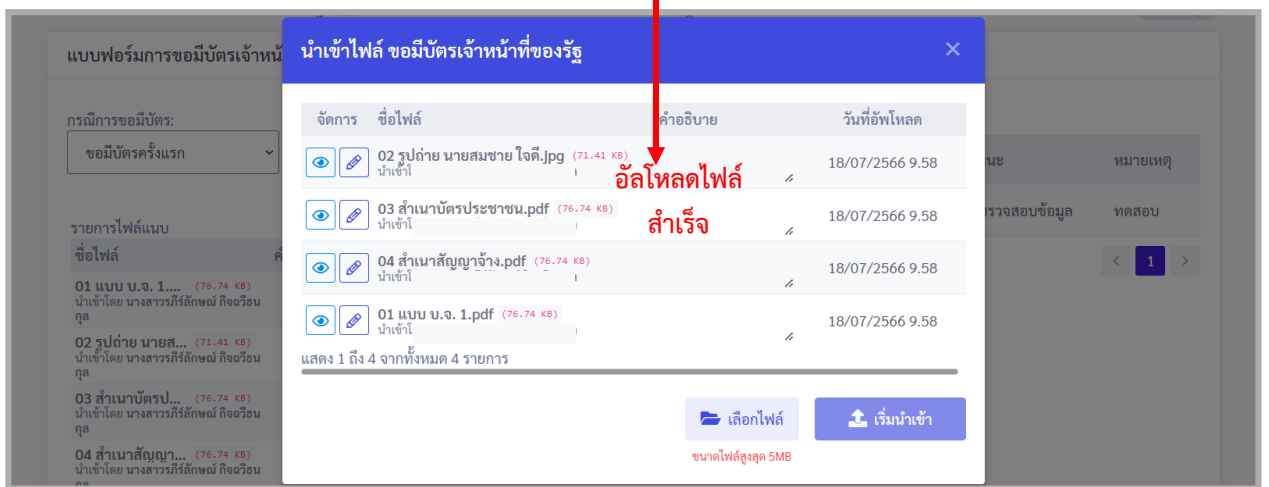 แบบฟอร์มการขอมีบัตรเจ้าหน้
นำเข้าไฟล์ ขอมีบัตรเจ้าหน้าที่ของรัฐ
กรณีการขอมีบัตร:
ขอมีบัตรครั้งแรก
จัดการ ชื่อไฟล์ คำอธิบาย วันที่อัพโหลด
02 รูปถ่าย นายสมชาย ใจดี.jpg (71.41 KB) 18/07/2566 9.58
นำเข้าโ
อัลโหลดไฟล์
สำเร็จ
03 สำเนาบัตรประชาชน.pdf (76.74 KB) 18/07/2566 9.58
นำเข้าโ
04 สำเนาสัญญาจ้าง.pdf (76.74 KB) 18/07/2566 9.58
นำเข้าโ
01 แบบ บ.จ. 1.pdf (76.74 KB) 18/07/2566 9.58
นำเข้าโ
แสดง 1 ถึง 4 จากทั้งหมด 4 รายการ
เลือกไฟล์ เริ่มนำเข้า
ขนาดไฟล์สูงสุด 5MB
นะ หมายเหตุ
รวจสอบข้อมูล ทดสอบ
< 1 >
รายการไฟล์แนบ
ชื่อไฟล์ ค
01 แบบ บ.จ. 1.... (76.74 KB)
นำเข้าโดย นางสาวรภีร์ลักษณ์ กิจฉวีธน
กุล
02 รูปถ่าย นายส... (71.41 KB)
นำเข้าโดย นางสาวรภีร์ลักษณ์ กิจฉวีธน
กุล
03 สำเนาบัตรป... (76.74 KB)
นำเข้าโดย นางสาวรภีร์ลักษณ์ กิจฉวีธน
กุล
04 สำเนาสัญญา... (76.74 KB)
นำเข้าโดย นางสาวรภีร์ลักษณ์ กิจฉวีธน